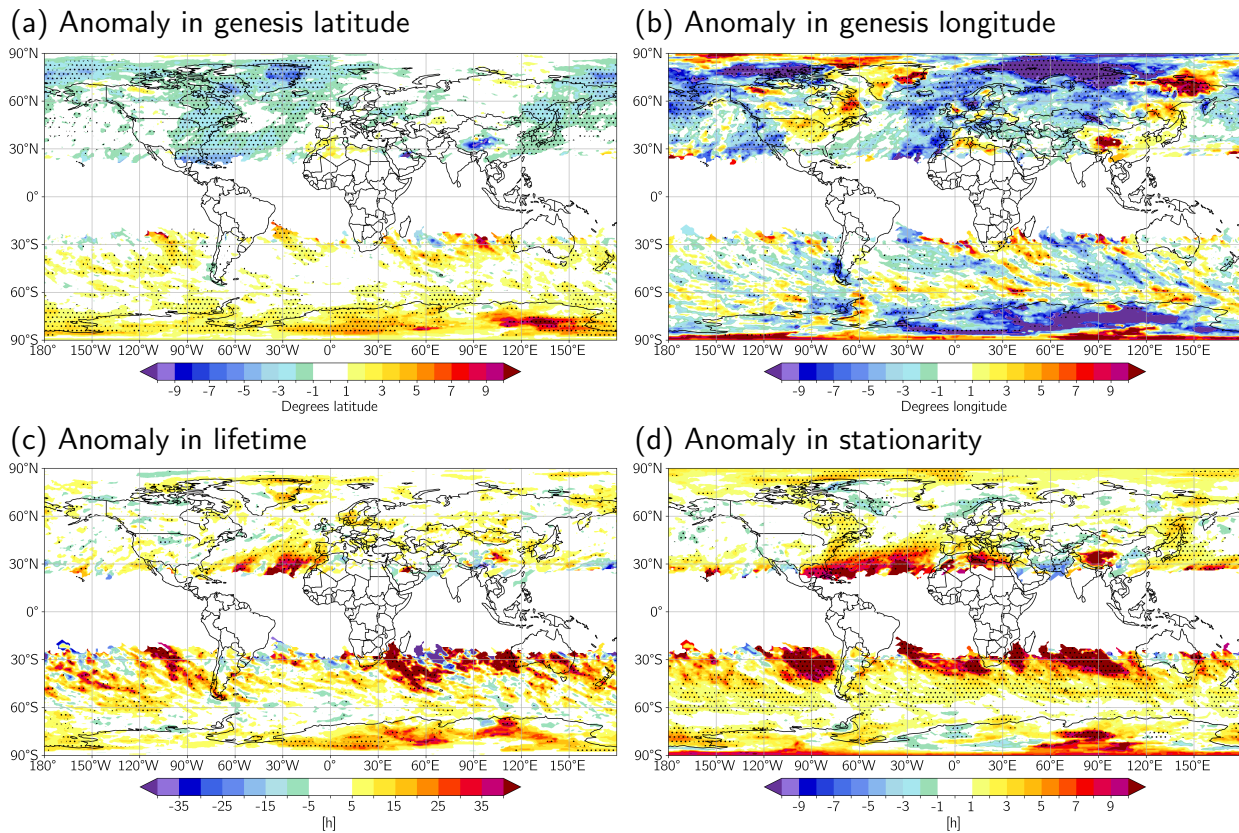 (a) Anomaly in genesis latitude
(b) Anomaly in genesis longitude
90°N
60°N
30°N
0°
30°S
60°S
90°S
180°
150°W
120°W
90°W
60°W
30°W
0°
30°E
60°E
90°E
120°E
150°E
-9 -7 -5 -3 -1 1 3 5 7 9
Degrees latitude
90°N
60°N
30°N
0°
30°S
60°S
90°S
180°
150°W
120°W
90°W
60°W
30°W
0°
30°E
60°E
90°E
120°E
150°E
-9 -7 -5 -3 -1 1 3 5 7 9
Degrees longitude
(c) Anomaly in lifetime
(d) Anomaly in stationarity
90°N
60°N
30°N
0°
30°S
60°S
90°S
180°
150°W
120°W
90°W
60°W
30°W
0°
30°E
60°E
90°E
120°E
150°E
-35 -25 -15 -5 5 15 25 35
[h]
90°N
60°N
30°N
0°
30°S
60°S
90°S
180°
150°W
120°W
90°W
60°W
30°W
0°
30°E
60°E
90°E
120°E
150°E
-9 -7 -5 -3 -1 1 3 5 7 9
[h]